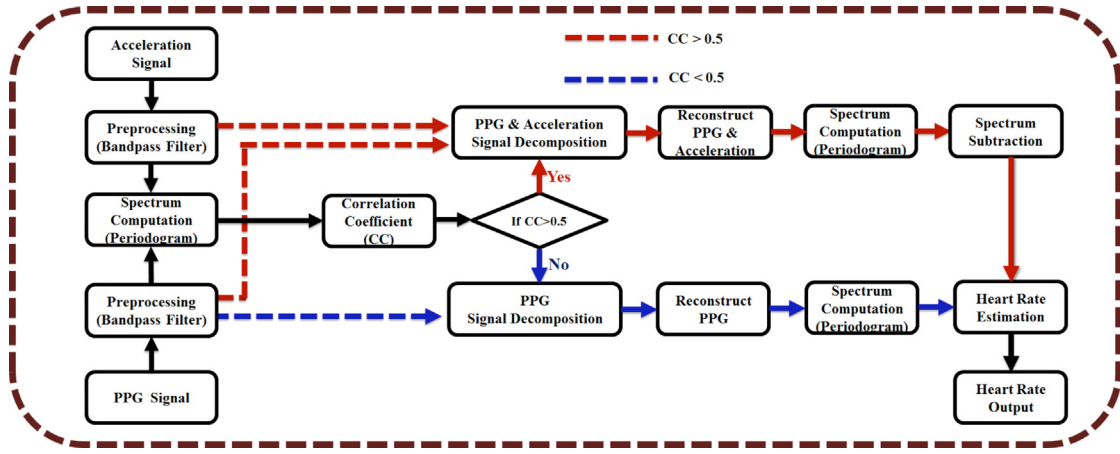 CC > 0.5
CC < 0.5
Acceleration
Signal
Preprocessing
(Bandpass Filter)
PPG & Acceleration
Signal Decomposition
Reconstruct
PPG &
Acceleration
Spectrum
Computation
(Periodogram)
Spectrum
Subtraction
Yes
Spectrum
Computation
(Periodogram)
Correlation
Coefficient
(CC)
If CC>0.5
No
Preprocessing
(Bandpass Filter)
PPG
Signal Decomposition
Reconstruct
PPG
Spectrum
Computation
(Periodogram)
Heart Rate
Estimation
PPG Signal
Heart Rate
Output